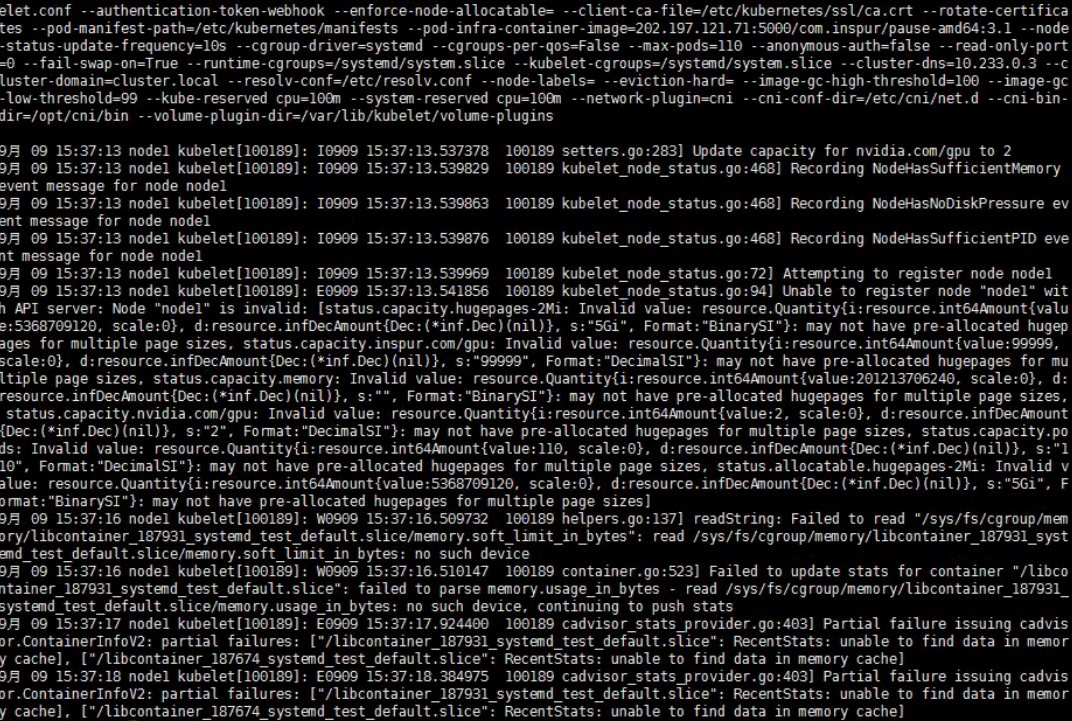 elet.conf --authentication-token-webhook --enforce-node-allocatable= --client-ca-file=/etc/kubernetes/ssl/ca.crt --rotate-certifica
tes --pod-manifest-path=/etc/kubernetes/manifests --pod-infra-container-image=202.197.121.71:5000/com.inspur/pause-amd64:3.1 --node
-status-update-frequency=10s --cgroup-driver=systemd --cgroups-per-qos=False --max-pods=110 --anonymous-auth=false --read-only-port
=0 --fail-swap-on=True --runtime-cgroups=/systemd/system.slice --kubelet-cgroups=/systemd/system.slice --cluster-dns=10.233.0.3 --c
luster-domain=cluster.local --resolv-conf=/etc/resolv.conf --node-labels= --eviction-hard= --image-gc-high-threshold=100 --image-gc
-low-threshold=99 --kube-reserved cpu=100m --system-reserved cpu=100m --network-plugin=cni --cni-conf-dir=/etc/cni/net.d --cni-bin-
dir=/opt/cni/bin --volume-plugin-dir=/var/lib/kubelet/volume-plugins
9月 09 15:37:13 node1 kubelet[100189]: I0909 15:37:13.537378 100189 setters.go:283] Update capacity for nvidia.com/gpu to 2
9月 09 15:37:13 node1 kubelet[100189]: I0909 15:37:13.539829 100189 kubelet_node_status.go:468] Recording NodeHasSufficientMemory
event message for node node1
9月 09 15:37:13 node1 kubelet[100189]: I0909 15:37:13.539863 100189 kubelet_node_status.go:468] Recording NodeHasNoDiskPressure ev
ent message for node node1
9月 09 15:37:13 node1 kubelet[100189]: I0909 15:37:13.539876 100189 kubelet_node_status.go:468] Recording NodeHasSufficientPID eve
nt message for node node1
9月 09 15:37:13 node1 kubelet[100189]: I0909 15:37:13.539969 100189 kubelet_node_status.go:72] Attempting to register node node1
9月 09 15:37:13 node1 kubelet[100189]: E0909 15:37:13.541856 100189 kubelet_node_status.go:94] Unable to register node "node1" wit
h API server: Node "node1" is invalid: [status.capacity.hugepages-2Mi: Invalid value: resource.Quantity{i:resource.int64Amount{valu
e:5368709120, scale:0}, d:resource.infDecAmount{Dec:(*inf.Dec)(nil)}, s:"5Gi", Format:"BinarySI"}: may not have pre-allocated hugep
ages for multiple page sizes, status.capacity.inspur.com/gpu: Invalid value: resource.Quantity{i:resource.int64Amount{value:99999,
scale:0}, d:resource.infDecAmount{Dec:(*inf.Dec)(nil)}, s:"99999", Format:"DecimalSI"}: may not have pre-allocated hugepages for mu
ltiple page sizes, status.capacity.memory: Invalid value: resource.Quantity{i:resource.int64Amount{value:201213706240, scale:0}, d:
resource.infDecAmount{Dec:(*inf.Dec)(nil)}, s:"", Format:"BinarySI"}: may not have pre-allocated hugepages for multiple page sizes,
status.capacity.nvidia.com/gpu: Invalid value: resource.Quantity{i:resource.int64Amount{value:2, scale:0}, d:resource.infDecAmount
{Dec:(*inf.Dec)(nil)}, s:"2", Format:"DecimalSI"}: may not have pre-allocated hugepages for multiple page sizes, status.capacity.po
ds: Invalid value: resource.Quantity{i:resource.int64Amount{value:110, scale:0}, d:resource.infDecAmount{Dec:(*inf.Dec)(nil)}, s:"1
10", Format:"DecimalSI"}: may not have pre-allocated hugepages for multiple page sizes, status.allocatable.hugepages-2Mi: Invalid v
alue: resource.Quantity{i:resource.int64Amount{value:5368709120, scale:0}, d:resource.infDecAmount{Dec:(*inf.Dec)(nil)}, s:"5Gi", F
ormat:"BinarySI"}: may not have pre-allocated hugepages for multiple page sizes]
9月 09 15:37:16 node1 kubelet[100189]: W0909 15:37:16.509732 100189 helpers.go:137] readString: Failed to read "/sys/fs/cgroup/mem
ory/libcontainer_187931_systemd_test_default.slice/memory.soft_limit_in_bytes": read /sys/fs/cgroup/memory/libcontainer_187931_syst
emd_test_default.slice/memory.soft_limit_in_bytes: no such device
9月 09 15:37:16 node1 kubelet[100189]: W0909 15:37:16.510147 100189 container.go:523] Failed to update stats for container "/libco
ntainer_187931_systemd_test_default.slice": failed to parse memory.usage_in_bytes - read /sys/fs/cgroup/memory/libcontainer_187931_
systemd_test_default.slice/memory.usage_in_bytes: no such device, continuing to push stats
9月 09 15:37:17 node1 kubelet[100189]: E0909 15:37:17.924400 100189 cadvisor_stats_provider.go:403] Partial failure issuing cadvis
or.ContainerInfoV2: partial failures: ["/libcontainer_187931_systemd_test_default.slice": RecentStats: unable to find data in memor
y cache], ["/libcontainer_187674_systemd_test_default.slice": RecentStats: unable to find data in memory cache]
9月 09 15:37:18 node1 kubelet[100189]: E0909 15:37:18.384975 100189 cadvisor_stats_provider.go:403] Partial failure issuing cadvis
or.ContainerInfoV2: partial failures: ["/libcontainer_187931_systemd_test_default.slice": RecentStats: unable to find data in memor
y cache], ["/libcontainer_187674_systemd_test_default.slice": RecentStats: unable to find data in memory cache]